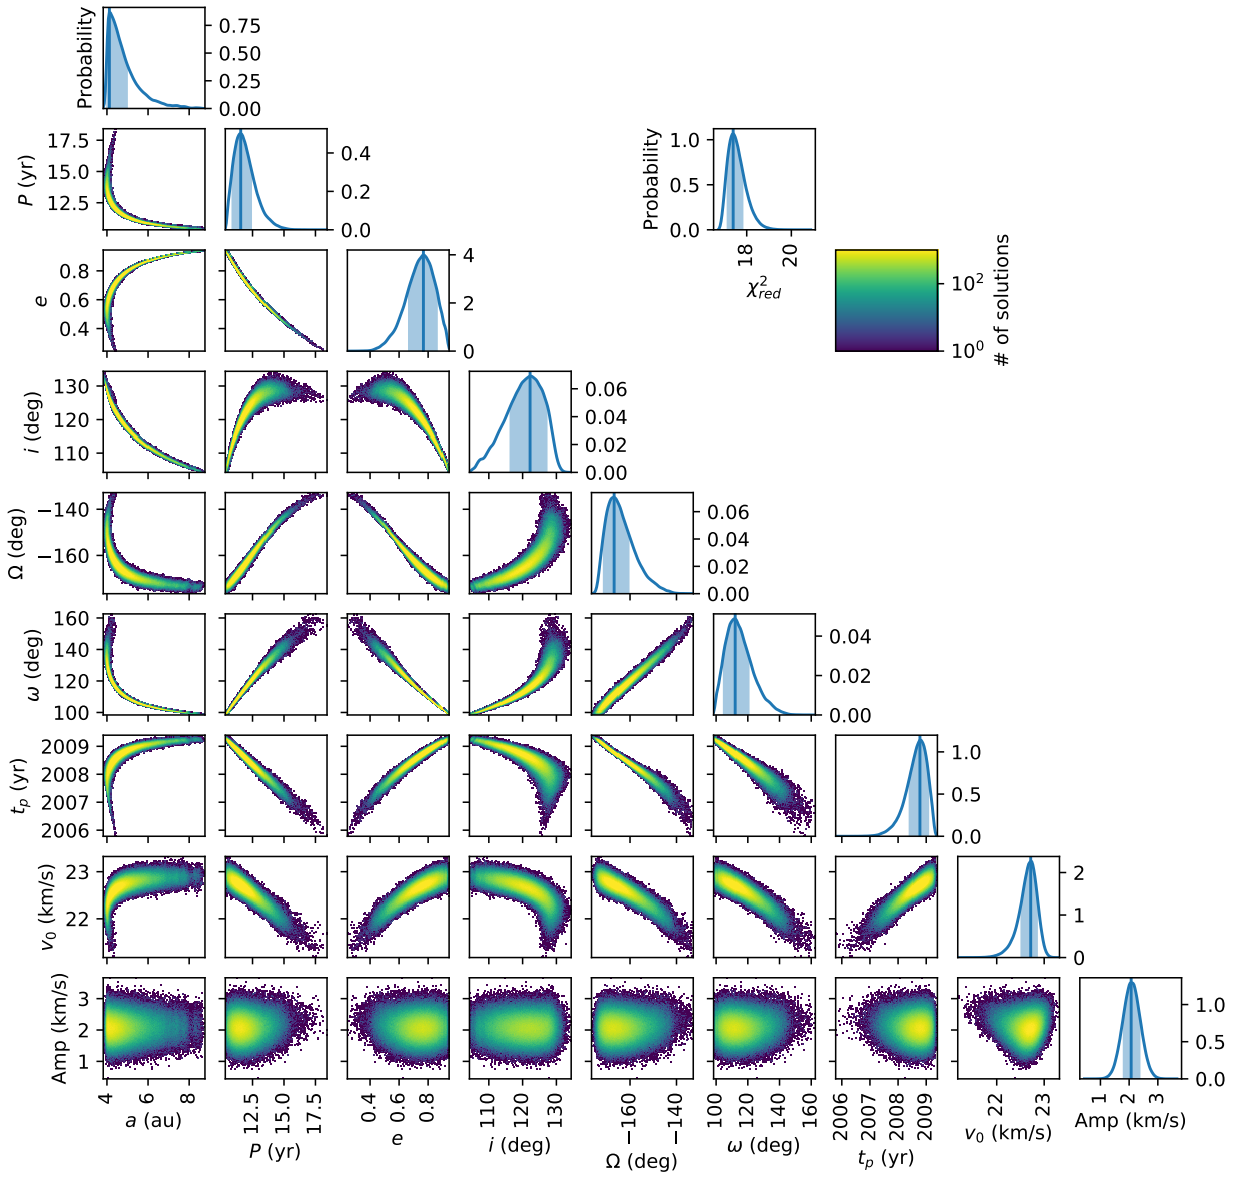 Probability
0.75
0.50
0.25
0.00
P (yr)
17.5
15.0
12.5
0.4
0.2
0.0
Probability
1.0
0.5
0.0
18
20
χ²red
e
0.8
0.6
0.4
4
2
0
10²
10⁰
# of solutions
i (deg)
130
120
110
0.06
0.04
0.02
0.00
Ω (deg)
−140
−160
0.06
0.04
0.02
0.00
ω (deg)
160
140
120
100
0.04
0.02
0.00
tp (yr)
2009
2008
2007
2006
1.0
0.5
0.0
v0 (km/s)
23
22
2
1
0
Amp (km/s)
3
2
1
1.0
0.5
0.0
4 6 8
a (au)
12.5 15.0 17.5
P (yr)
0.4 0.6 0.8
e
110 120 130
i (deg)
−160 −140
Ω (deg)
100 120 140 160
ω (deg)
2006 2007 2008 2009
tp (yr)
22 23
v0 (km/s)
1 2 3
Amp (km/s)